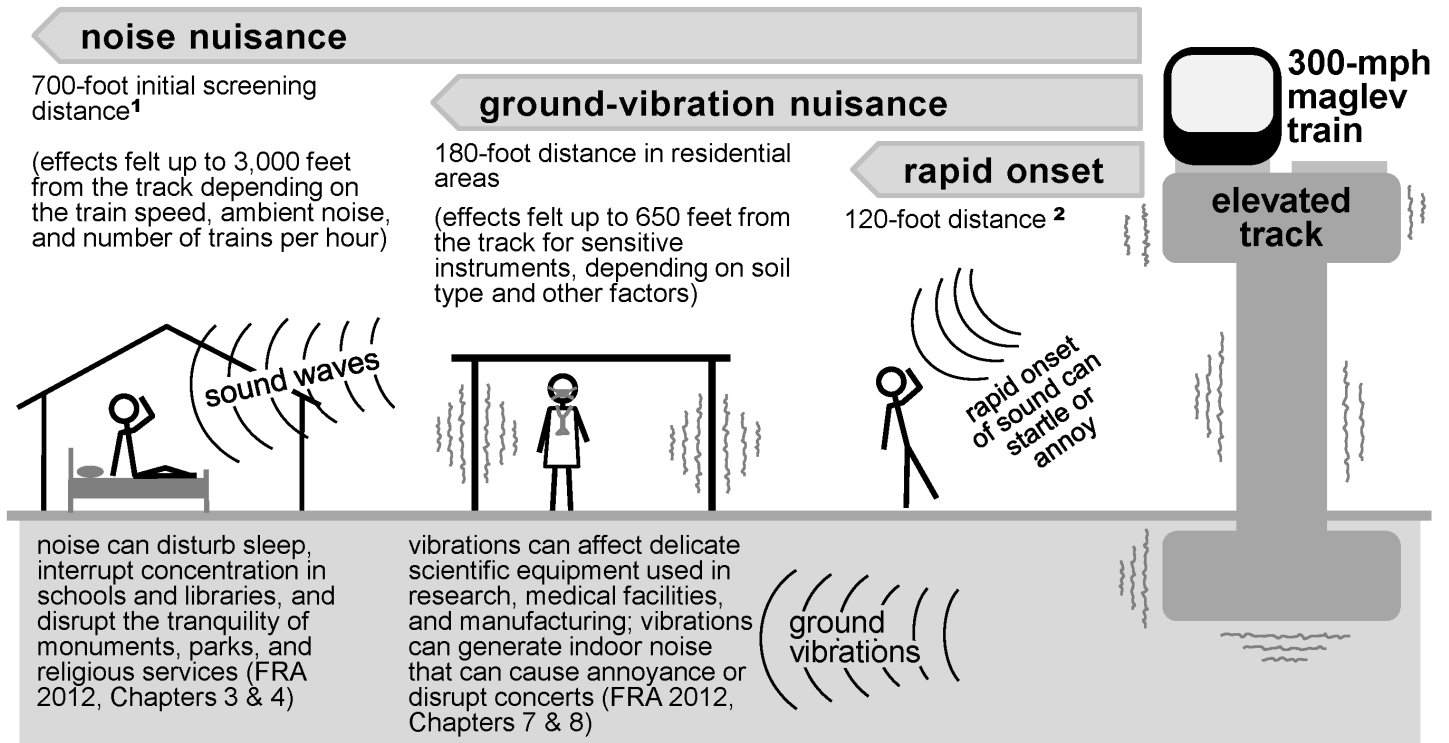 noise nuisance
700-foot initial screening
distance¹
(effects felt up to 3,000 feet
from the track depending on
the train speed, ambient noise,
and number of trains per hour)
ground-vibration nuisance
180-foot distance in residential
areas
(effects felt up to 650 feet from
the track for sensitive
instruments, depending on soil
type and other factors)
rapid onset
120-foot distance ²
300-mph
maglev
train
elevated
track
sound waves
rapid onset
of sound can
startle or
annoy
noise can disturb sleep,
interrupt concentration in
schools and libraries, and
disrupt the tranquility of
monuments, parks, and
religious services (FRA
2012, Chapters 3 & 4)
vibrations can affect delicate
scientific equipment used in
research, medical facilities,
and manufacturing; vibrations
can generate indoor noise
that can cause annoyance or
disrupt concerts (FRA 2012,
Chapters 7 & 8)
ground
vibrations